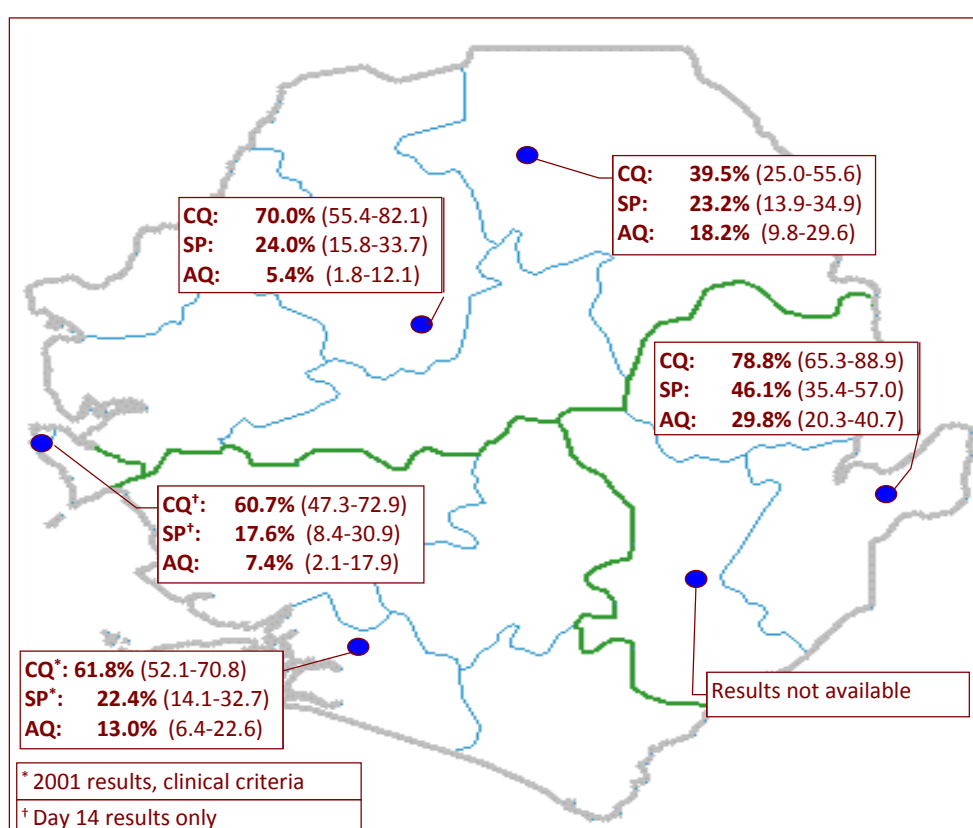 CQ: 39.5% (25.0-55.6)
SP: 23.2% (13.9-34.9)
AQ: 18.2% (9.8-29.6)
CQ: 70.0% (55.4-82.1)
SP: 24.0% (15.8-33.7)
AQ: 5.4% (1.8-12.1)
CQ: 78.8% (65.3-88.9)
SP: 46.1% (35.4-57.0)
AQ: 29.8% (20.3-40.7)
CQ†: 60.7% (47.3-72.9)
SP†: 17.6% (8.4-30.9)
AQ: 7.4% (2.1-17.9)
CQ*: 61.8% (52.1-70.8)
SP*: 22.4% (14.1-32.7)
AQ: 13.0% (6.4-22.6)
Results not available
* 2001 results, clinical criteria
† Day 14 results only